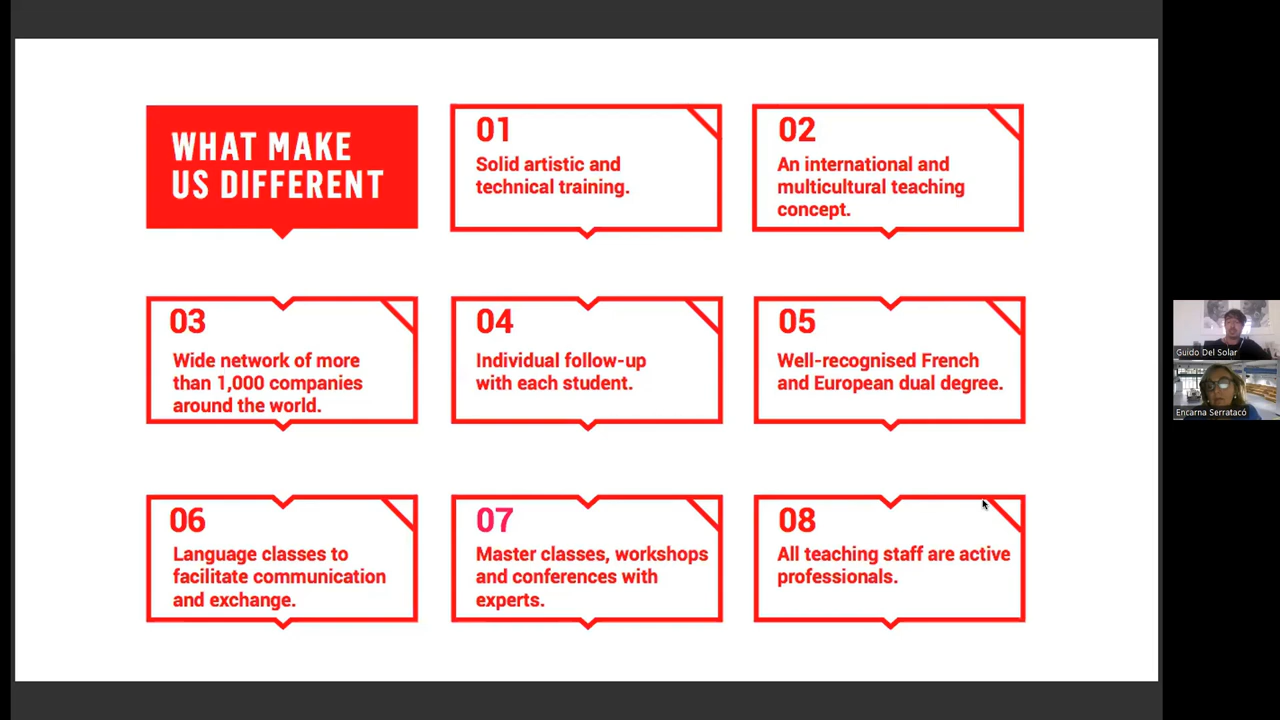 WHAT MAKE
US DIFFERENT
01
Solid artistic and
technical training.
02
An international and
multicultural teaching
concept.
03
Wide network of more
than 1,000 companies
around the world.
04
Individual follow-up
with each student.
05
Well-recognised French
and European dual degree.
06
Language classes to
facilitate communication
and exchange.
07
Master classes, workshops
and conferences with
experts.
08
All teaching staff are active
professionals.
Guido Del Solar
Encarna Serratacó